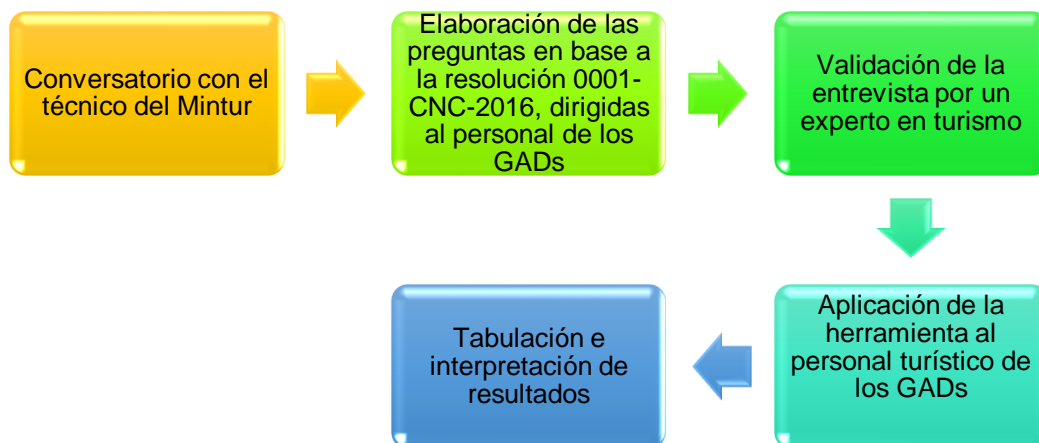 Conversatorio con el
técnico del Mintur
Elaboración de las
preguntas en base a
la resolución 0001-
CNC-2016, dirigidas
al personal de los
GADs
Validación de la
entrevista por un
experto en turismo
Aplicación de la
herramienta al
personal turístico de
los GADs
Tabulación e
interpretación de
resultados